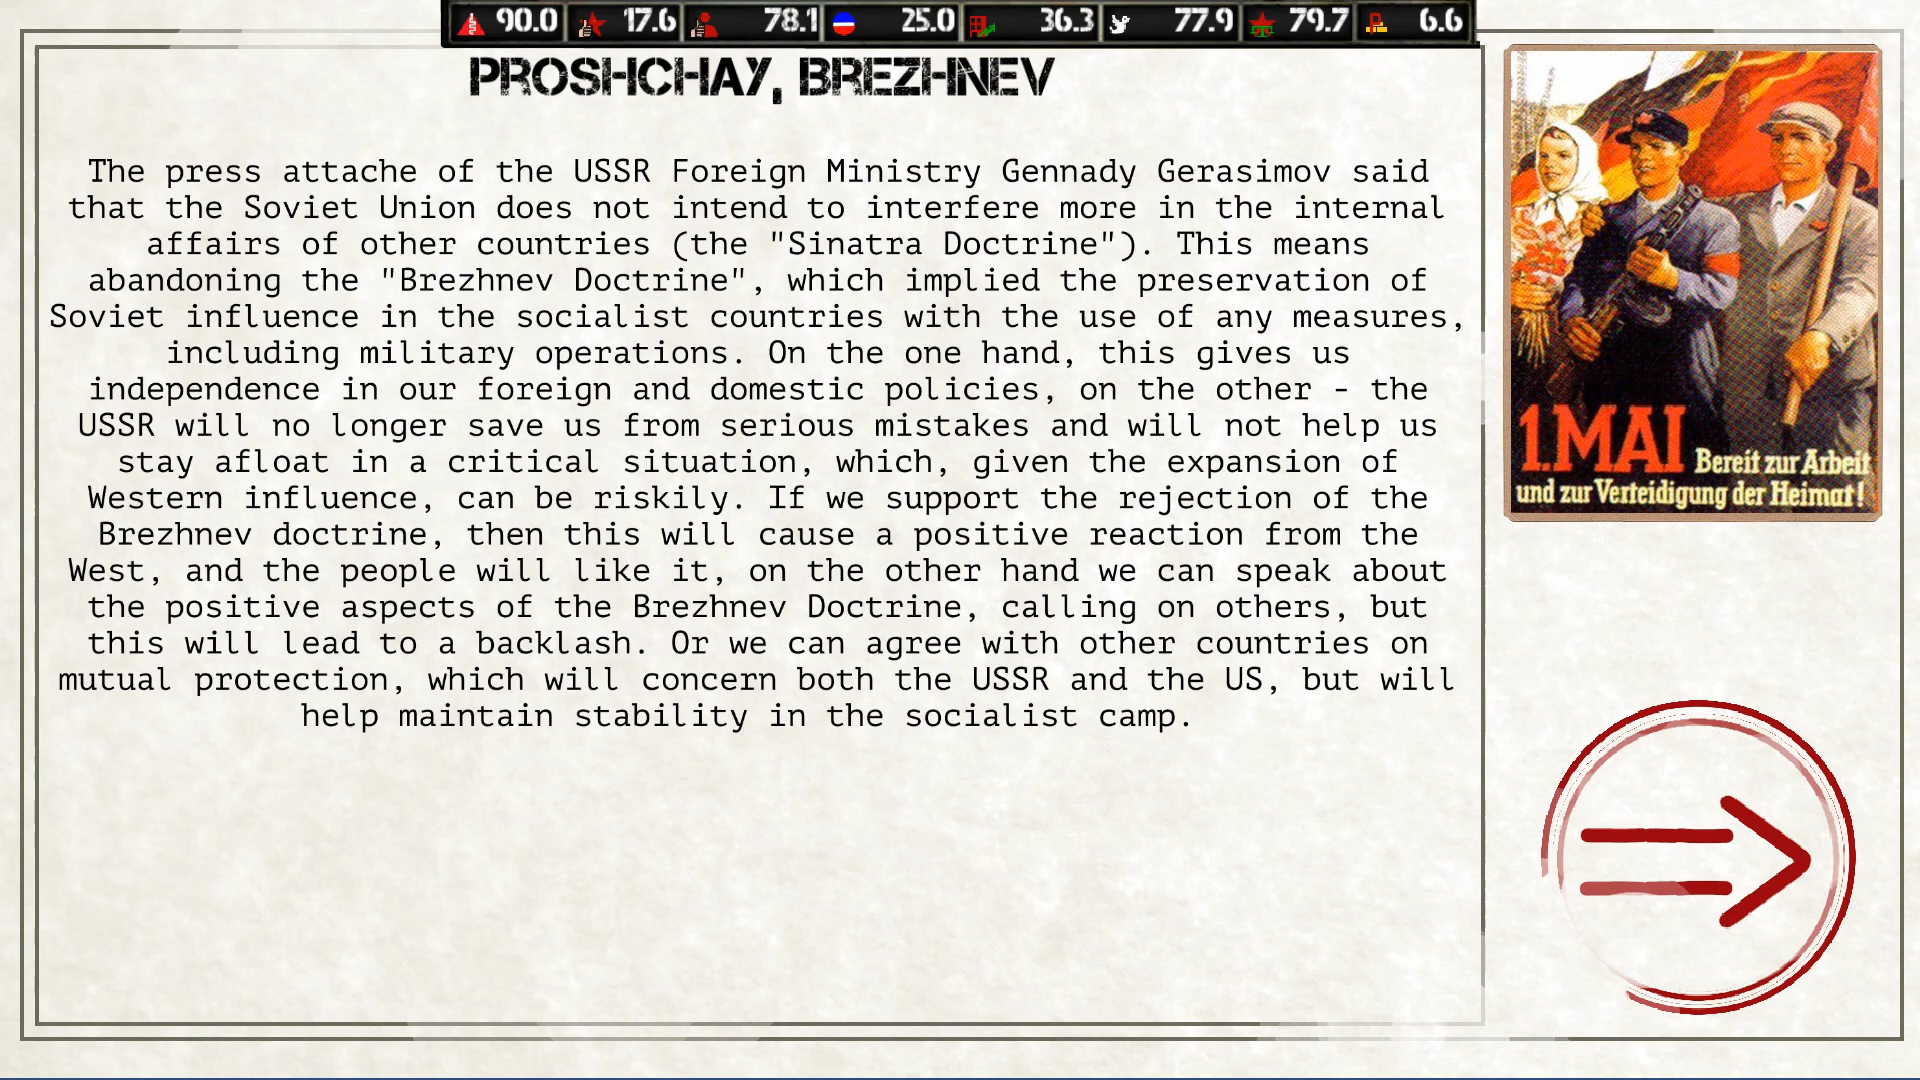 90.0 17.6 78.1 25.0 36.3 77.9 79.7 6.6
PROSHCHAY, BREZHNEV
The press attache of the USSR Foreign Ministry Gennady Gerasimov said
that the Soviet Union does not intend to interfere more in the internal
affairs of other countries (the "Sinatra Doctrine"). This means
abandoning the "Brezhnev Doctrine", which implied the preservation of
Soviet influence in the socialist countries with the use of any measures,
including military operations. On the one hand, this gives us
independence in our foreign and domestic policies, on the other - the
USSR will no longer save us from serious mistakes and will not help us
stay afloat in a critical situation, which, given the expansion of
Western influence, can be riskily. If we support the rejection of the
Brezhnev doctrine, then this will cause a positive reaction from the
West, and the people will like it, on the other hand we can speak about
the positive aspects of the Brezhnev Doctrine, calling on others, but
this will lead to a backlash. Or we can agree with other countries on
mutual protection, which will concern both the USSR and the US, but will
help maintain stability in the socialist camp.
1.MAI Bereit zur Arbeit
und zur Verteidigung der Heimat!